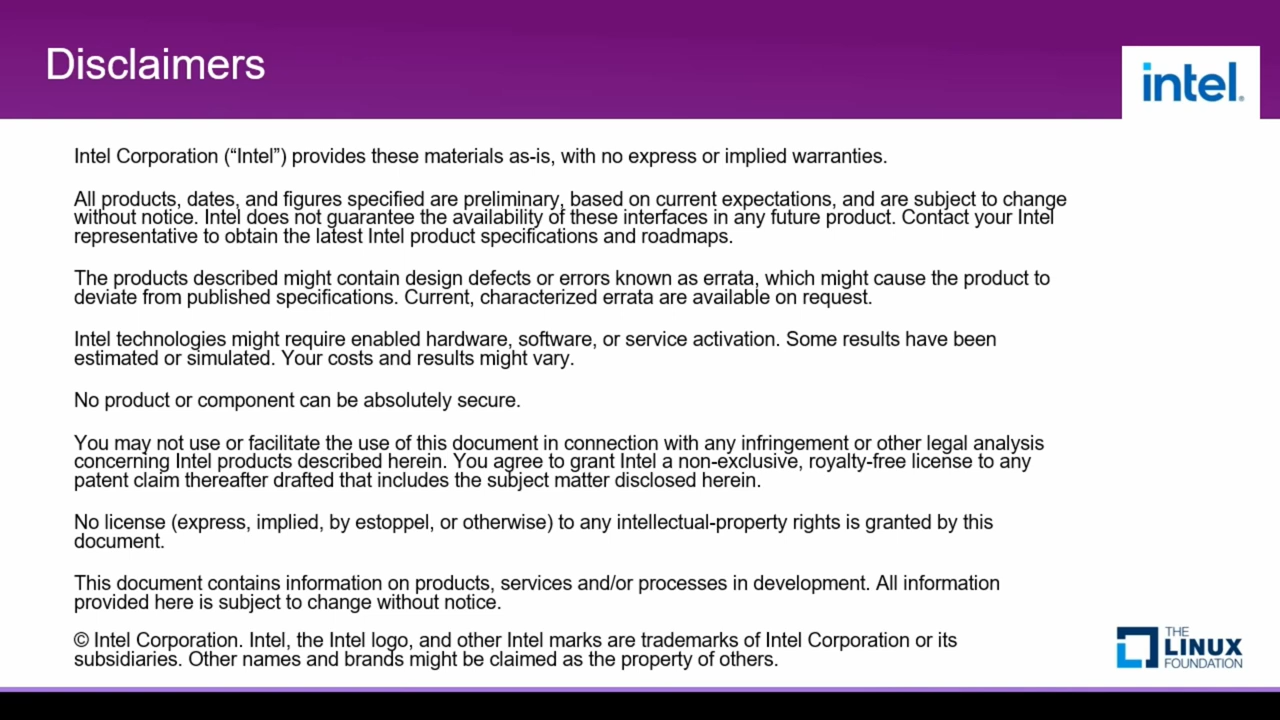 Disclaimers
intel.
Intel Corporation (“Intel”) provides these materials as-is, with no express or implied warranties.
All products, dates, and figures specified are preliminary, based on current expectations, and are subject to change
without notice. Intel does not guarantee the availability of these interfaces in any future product. Contact your Intel
representative to obtain the latest Intel product specifications and roadmaps.
The products described might contain design defects or errors known as errata, which might cause the product to
deviate from published specifications. Current, characterized errata are available on request.
Intel technologies might require enabled hardware, software, or service activation. Some results have been
estimated or simulated. Your costs and results might vary.
No product or component can be absolutely secure.
You may not use or facilitate the use of this document in connection with any infringement or other legal analysis
concerning Intel products described herein. You agree to grant Intel a non-exclusive, royalty-free license to any
patent claim thereafter drafted that includes the subject matter disclosed herein.
No license (express, implied, by estoppel, or otherwise) to any intellectual-property rights is granted by this
document.
This document contains information on products, services and/or processes in development. All information
provided here is subject to change without notice.
© Intel Corporation. Intel, the Intel logo, and other Intel marks are trademarks of Intel Corporation or its
subsidiaries. Other names and brands might be claimed as the property of others.
THE
LINUX
FOUNDATION